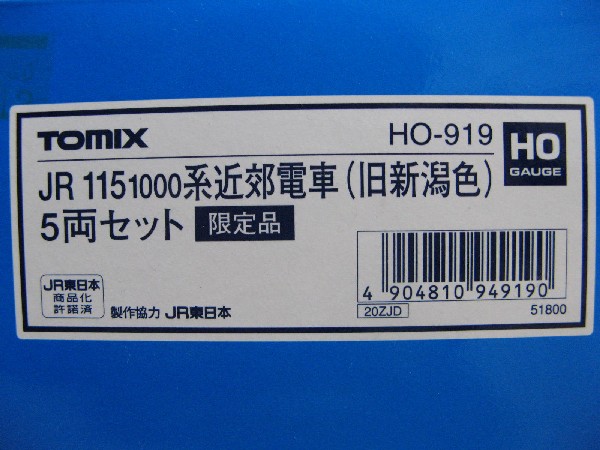 TOMIX
HO-919
HO
GAUGE
JR 1151000系近郊電車(旧新潟色)
5両セット 限定品
4 904810 949190
20ZJD
51800
JR東日本
商品化
許諾済
製作協力 JR東日本